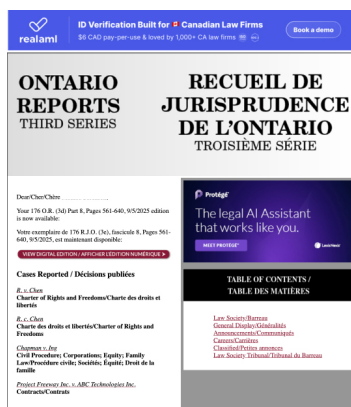 realaml
ID Verification Built for Canadian Law Firms
$6 CAD pay-per-use & loved by 1,000+ CA law firms
Book a demo
ONTARIO
REPORTS
THIRD SERIES
RECUEIL DE
JURISPRUDENCE
DE L'ONTARIO
TROISIÈME SÉRIE
Dear/Cher/Chère
Your 176 O.R. (3d) Part 8, Pages 561-640, 9/5/2025 edition
is now available:
Votre exemplaire de 176 R.J.O. (3e), fascicule 8, Pages 561-
640, 9/5/2025, est maintenant disponible:
VIEW DIGITAL EDITION / AFFICHER L'ÉDITION NUMÉRIQUE >
Cases Reported / Décisions publiées
R. v. Chen
Charter of Rights and Freedoms/Charte des droits et
libertés
R. c. Chen
Charte des droits et libertés/Charter of Rights and
Freedoms
Chapman v. Ing
Civil Procedure; Corporations; Equity; Family
Law/Procédure civile; Sociétés; Équité; Droit de la
famille
Project Freeway Inc. v. ABC Technologies Inc.
Contracts/Contrats
Protégé
The legal AI Assistant
that works like you.
MEET PROTÉGÉ
LexisNexis
TABLE OF CONTENTS /
TABLE DES MATIÈRES
Law Society/Barreau
General Display/Généralités
Announcements/Communiqués
Careers/Carrières
Classified/Petites annonces
Law Society Tribunal/Tribunal du Barreau